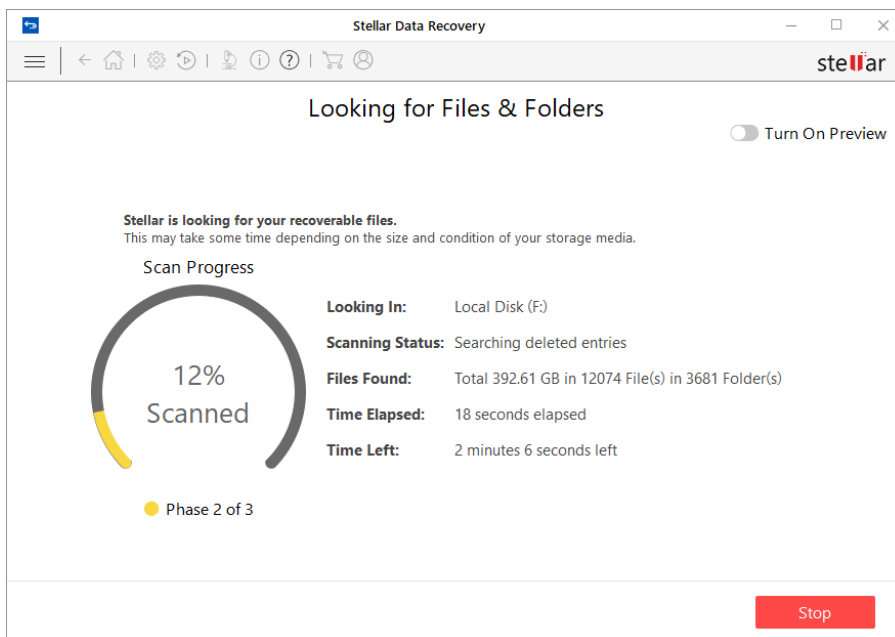 Stellar Data Recovery
stellar
Looking for Files & Folders
Turn On Preview
Stellar is looking for your recoverable files.
This may take some time depending on the size and condition of your storage media.
Scan Progress
12%
Scanned
Looking In: Local Disk (F:)
Scanning Status: Searching deleted entries
Files Found: Total 392.61 GB in 12074 File(s) in 3681 Folder(s)
Time Elapsed: 18 seconds elapsed
Time Left: 2 minutes 6 seconds left
Phase 2 of 3
Stop